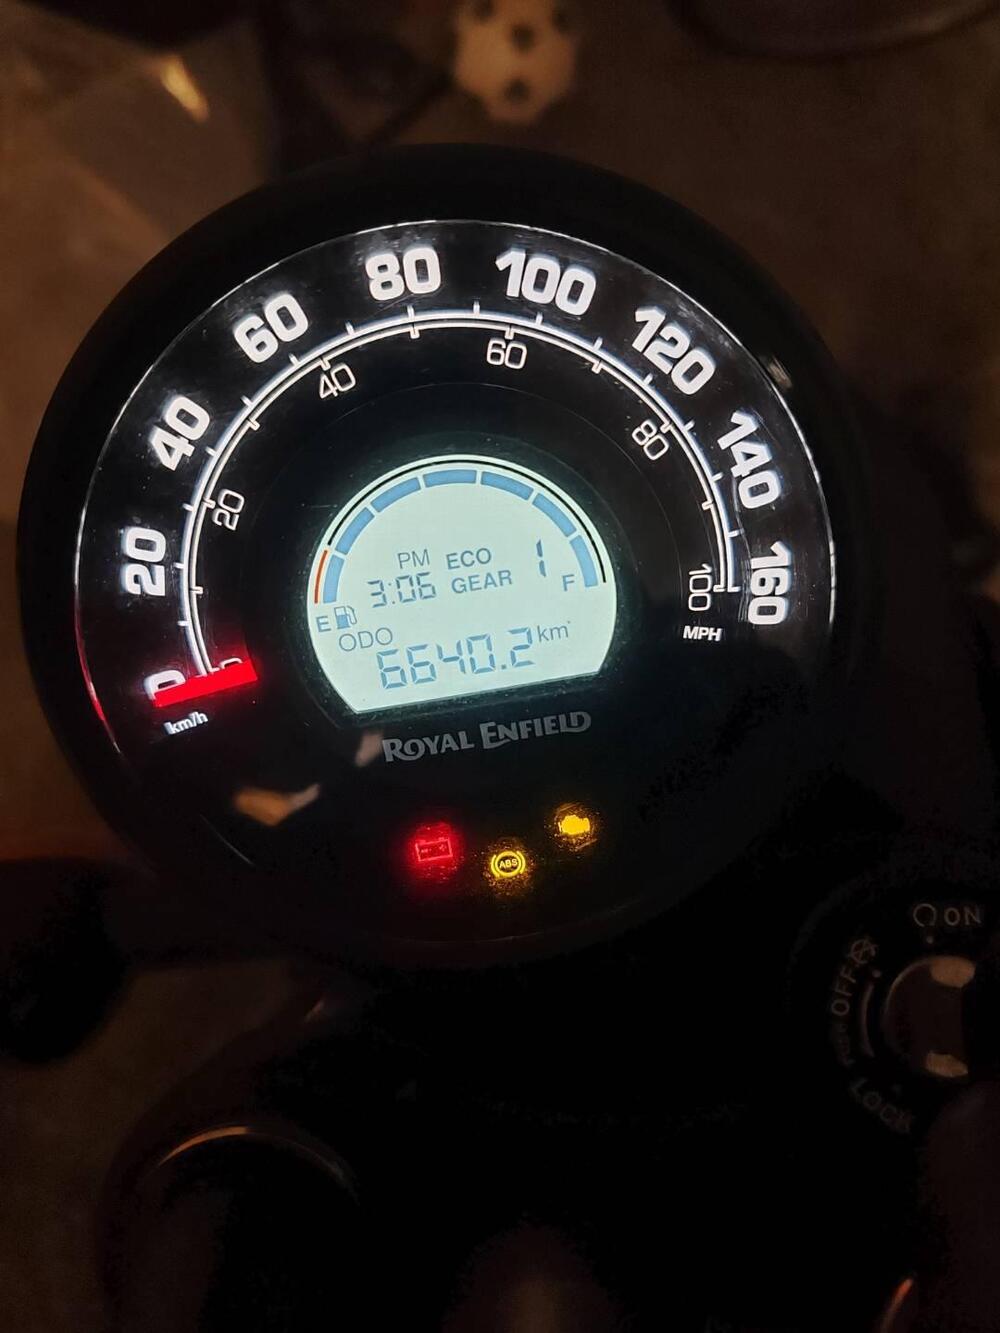 0 20 40 60 80 100 120 140 160
km/h
20 40 60 80 100
MPH
PM ECO 1
3:06 GEAR
E F
ODO
6640.2 km
ROYAL ENFIELD
ABS
ON
OFF
LOCK